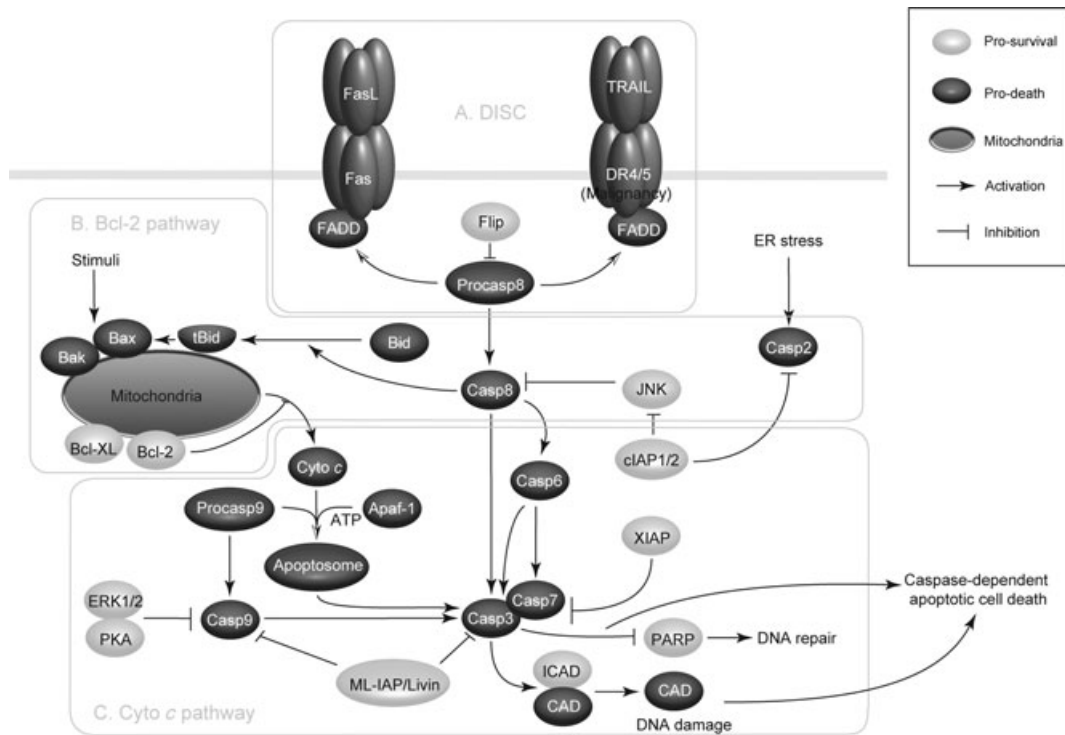 Pro-survival
Pro-death
Mitochondria
Activation
Inhibition
A. DISC
FasL
Fas
FADD
TRAIL
DR4/5
(Malignancy)
FADD
Flip
Procasp8
B. Bcl-2 pathway
Stimuli
Bax
Bak
tBid
Bid
Mitochondria
Bcl-XL
Bcl-2
Casp8
JNK
ER stress
Casp2
cIAP1/2
Cyto c
Casp6
Procasp9
ATP
Apaf-1
XIAP
Apoptosome
ERK1/2
PKA
Casp9
Casp7
Casp3
PARP
DNA repair
Caspase-dependent
apoptotic cell death
ML-IAP/Livin
ICAD
CAD
CAD
DNA damage
C. Cyto c pathway